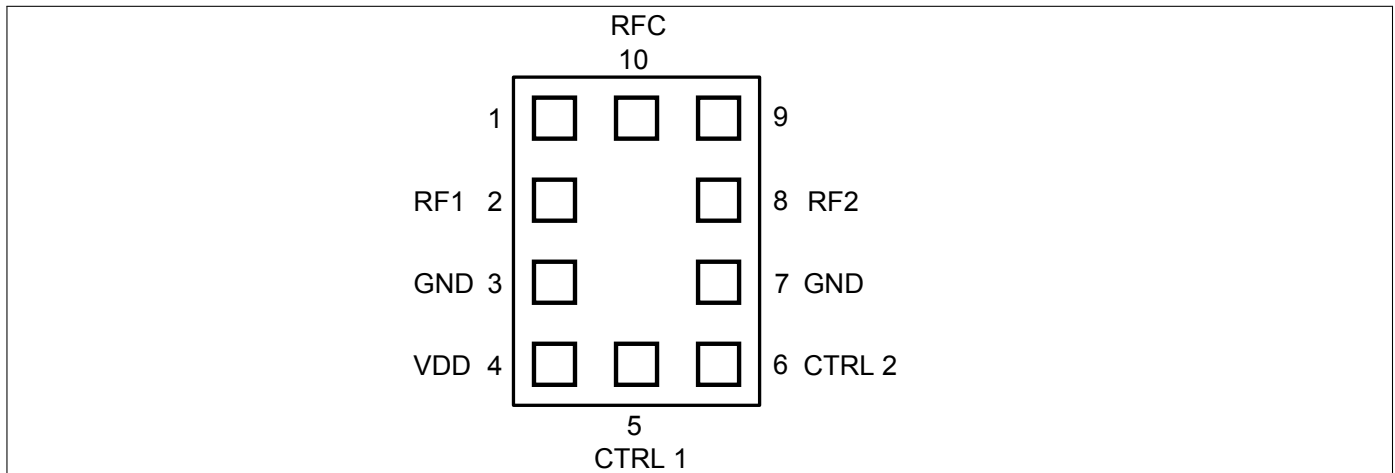 RFC
10
1
9
RF1 2
8 RF2
GND 3
7 GND
VDD 4
6 CTRL 2
5
CTRL 1